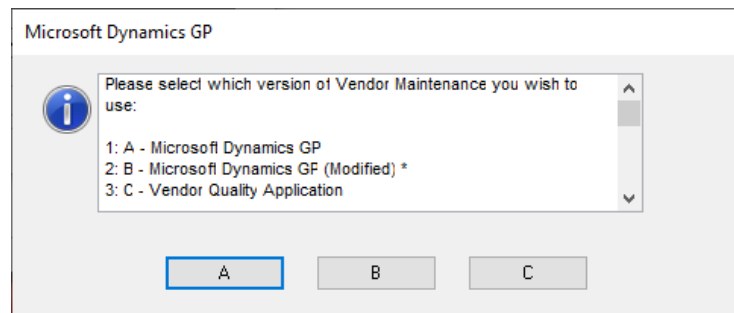 Microsoft Dynamics GP
Please select which version of Vendor Maintenance you wish to
use:
1: A - Microsoft Dynamics GP
2: B - Microsoft Dynamics GP (Modified) *
3: C - Vendor Quality Application
A
B
C